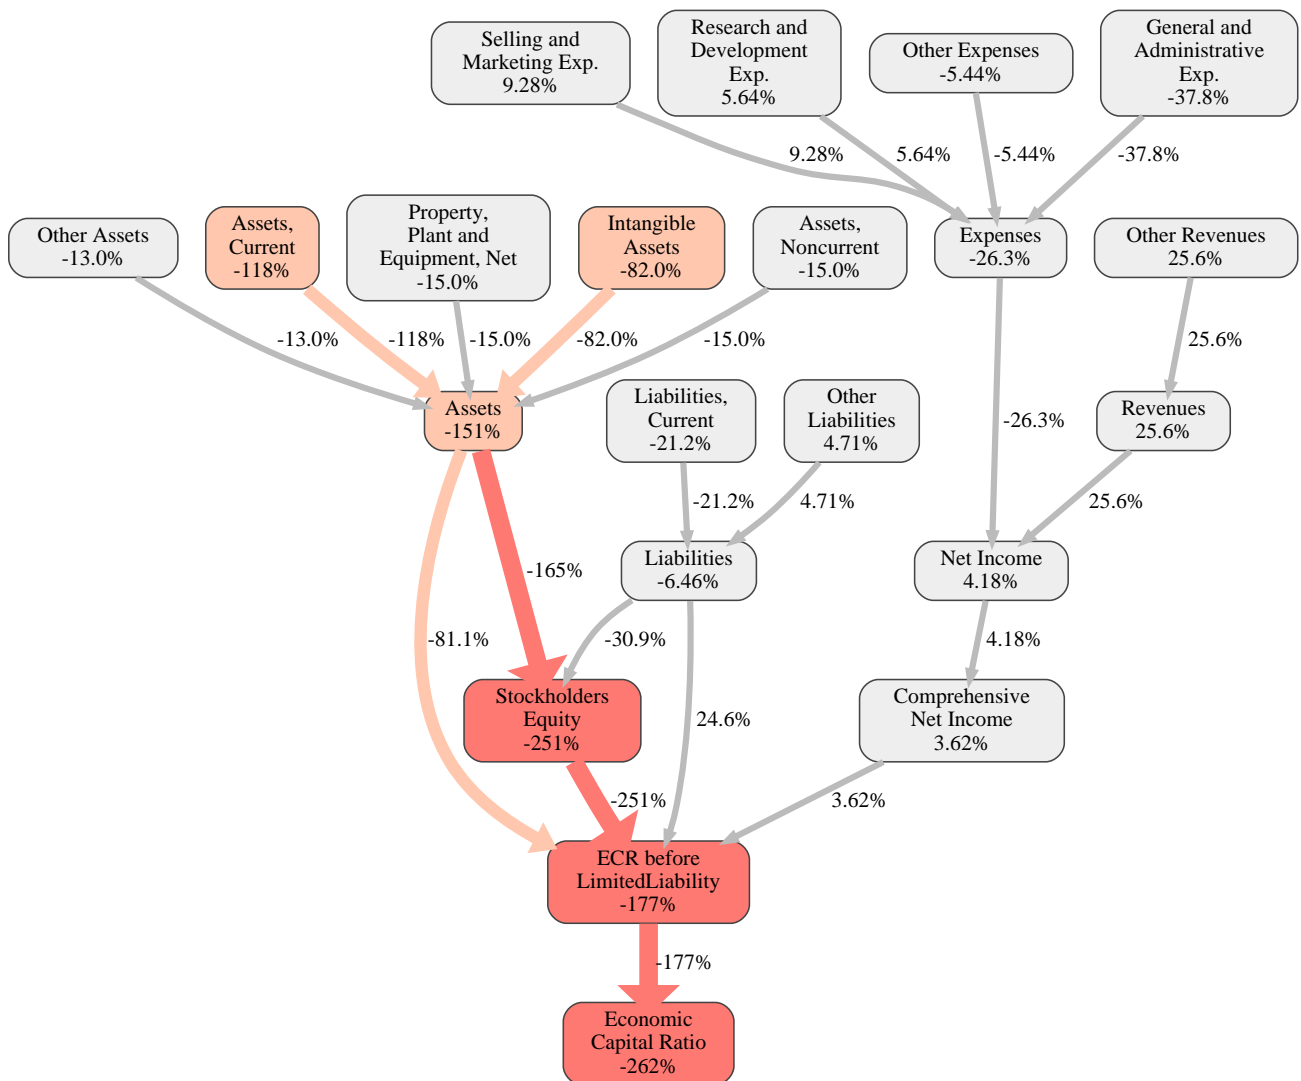 Selling and
Marketing Exp.
9.28%
Research and
Development
Exp.
5.64%
Other Expenses
-5.44%
General and
Administrative
Exp.
-37.8%
9.28%
5.64%
-5.44%
-37.8%
Other Assets
-13.0%
Assets,
Current
-118%
Property,
Plant and
Equipment, Net
-15.0%
Intangible
Assets
-82.0%
Assets,
Noncurrent
-15.0%
Expenses
-26.3%
Other Revenues
25.6%
-13.0%
-118%
-15.0%
-82.0%
-15.0%
25.6%
Assets
-151%
Liabilities,
Current
-21.2%
Other
Liabilities
4.71%
-26.3%
Revenues
25.6%
-21.2%
4.71%
25.6%
-165%
Liabilities
-6.46%
Net Income
4.18%
-81.1%
-30.9%
4.18%
Stockholders
Equity
-251%
24.6%
Comprehensive
Net Income
3.62%
-251%
3.62%
ECR before
LimitedLiability
-177%
-177%
Economic
Capital Ratio
-262%